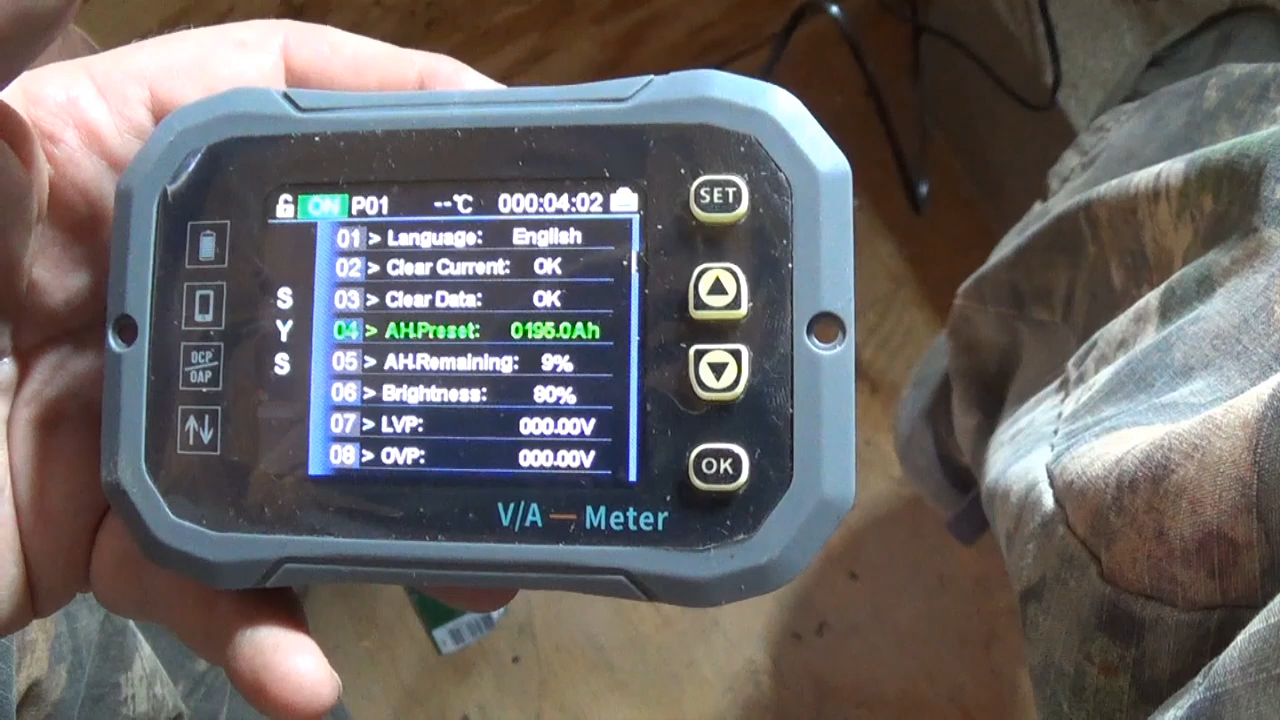 ON P01 --℃ 000:04:02
SYS
01 > Language: English
02 > Clear Current: OK
03 > Clear Data: OK
04 > AH.Preset: 0195.0Ah
05 > AH.Remaining: 9%
06 > Brightness: 80%
07 > LVP: 000.00V
08 > OVP: 000.00V
OCP
OAP
SET
OK
V/A — Meter